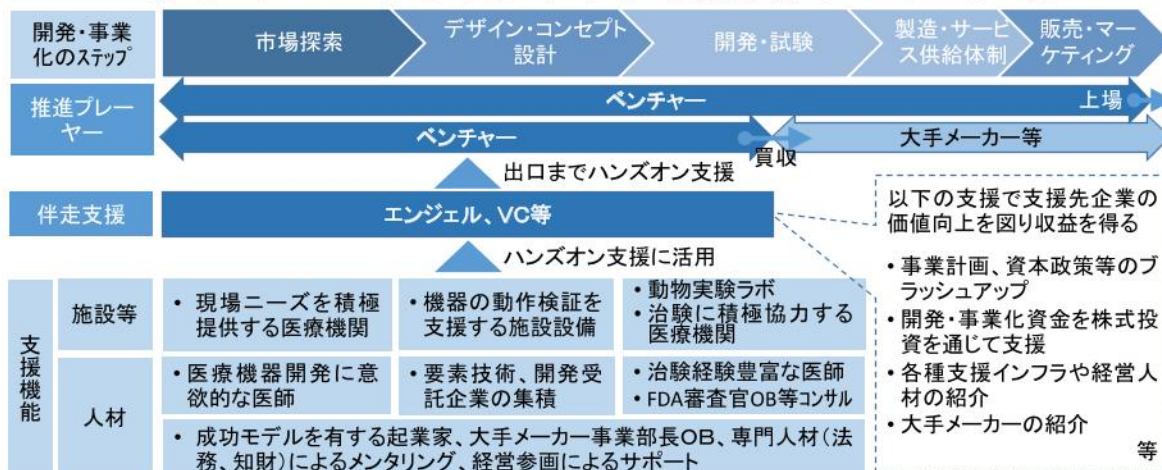 開発・事業
化のステップ
市場探索
デザイン・コンセプト
設計
開発・試験
製造・サービ
ス供給体制
販売・マー
ケティング
推進プレー
ヤー
ベンチャー
上場
ベンチャー
買収
大手メーカー等
出口までハンズオン支援
伴走支援
エンジェル、VC等
ハンズオン支援に活用
以下の支援で支援先企業の
価値向上を図り収益を得る
・事業計画、資本政策等のブ
ラッシュアップ
・開発・事業化資金を株式投
資を通じて支援
・各種支援インフラや経営人
材の紹介
・大手メーカーの紹介
等
支援機能
施設等
・現場ニーズを積極
提供する医療機関
・機器の動作検証を
支援する施設設備
・動物実験ラボ
・治験に積極協力する
医療機関
人材
・医療機器開発に意
欲的な医師
・要素技術、開発受
託企業の集積
・治験経験豊富な医師
・FDA審査官OB等コンサル
・成功モデルを有する起業家、大手メーカー事業部長OB、専門人材(法
務、知財)によるメンタリング、経営参画によるサポート